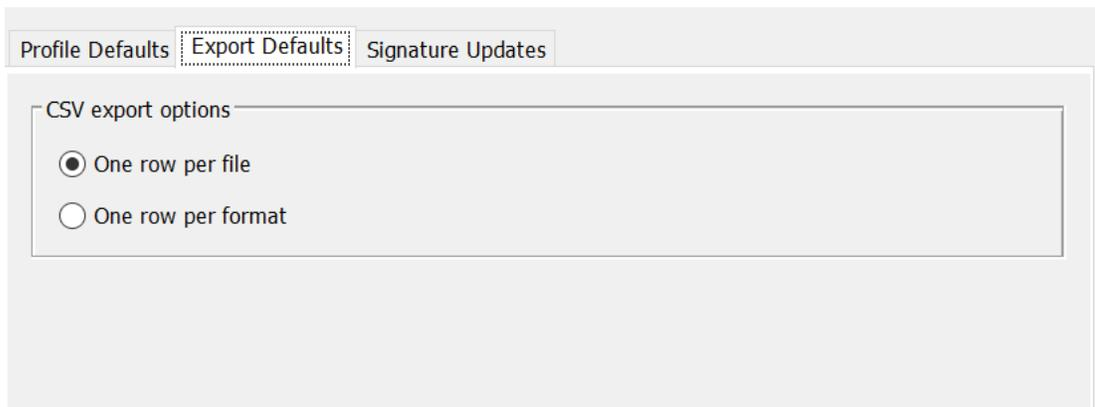 Profile Defaults Export Defaults Signature Updates
CSV export options
One row per file
One row per format